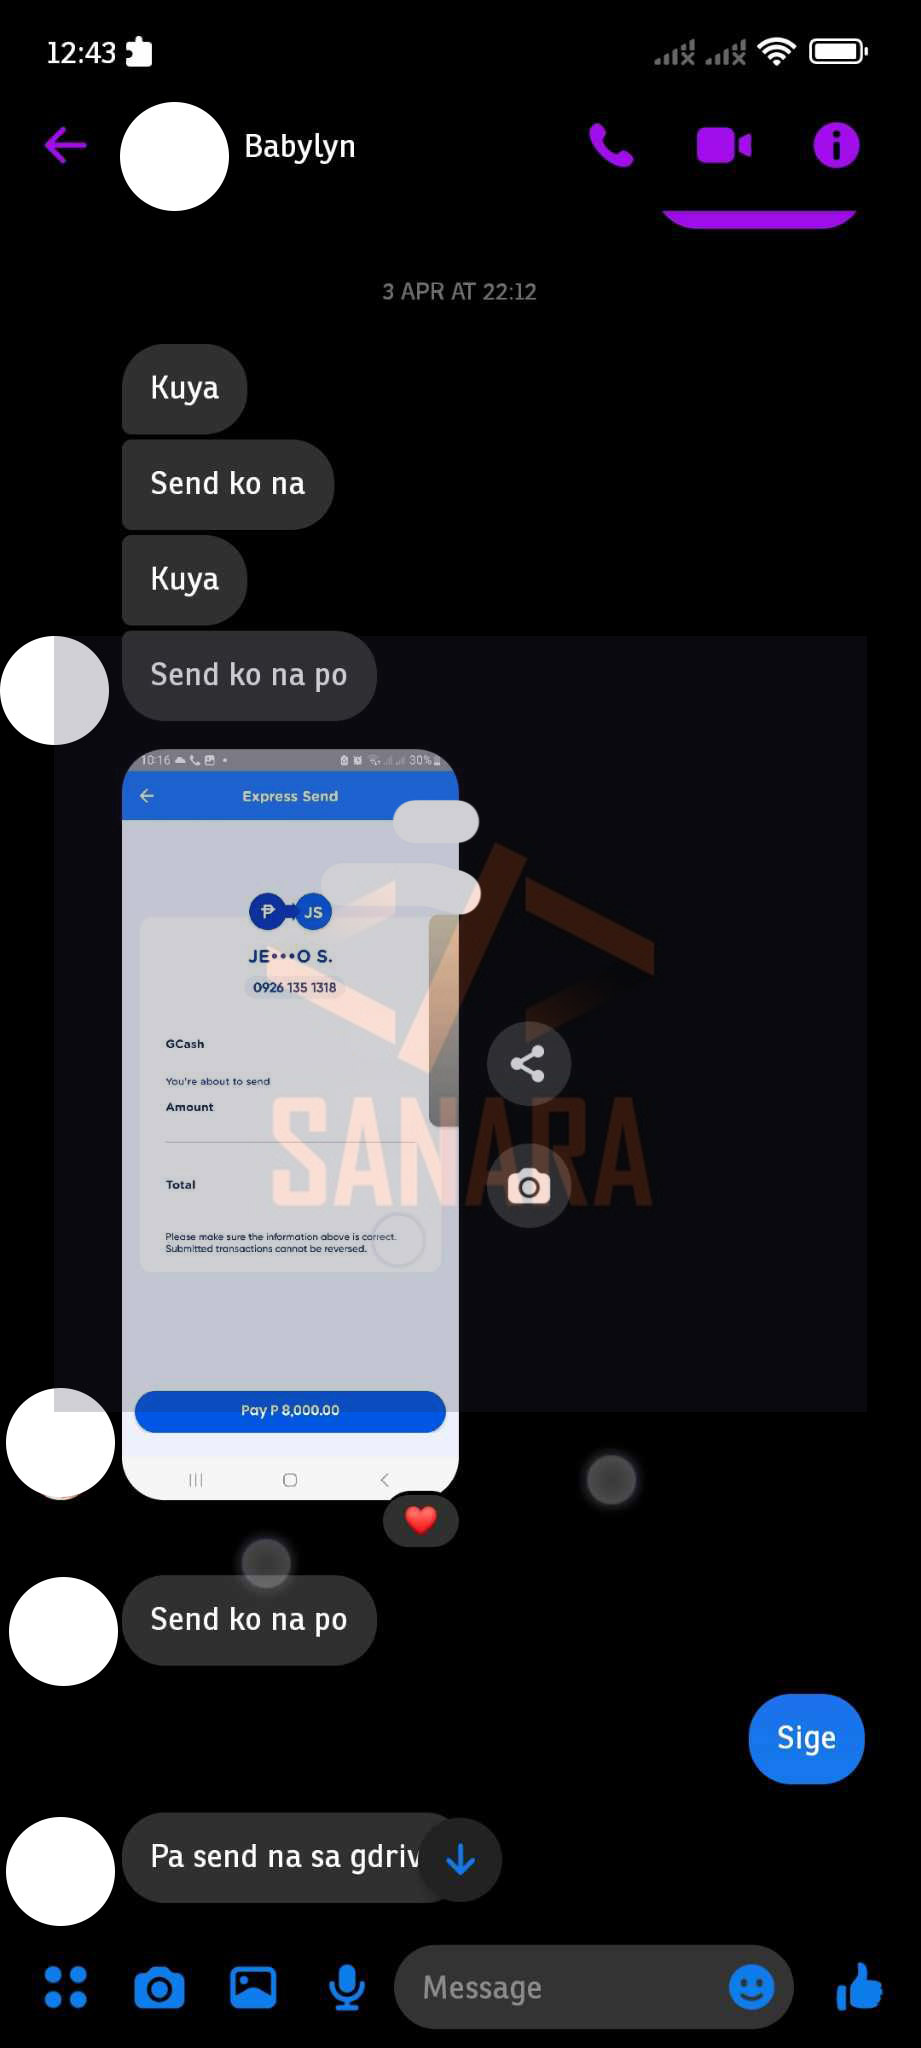 12:43
Babylyn
3 APR AT 22:12
Kuya
Send ko na
Kuya
Send ko na po
10:16
30%
Express Send
₱ JS
JE•••O S.
0926 135 1318
GCash
You're about to send
Amount
Total
Please make sure the information above is correct.
Submitted transactions cannot be reversed.
SANARA
Pay P 8,000.00
Send ko na po
Sige
Pa send na sa gdriv
Message